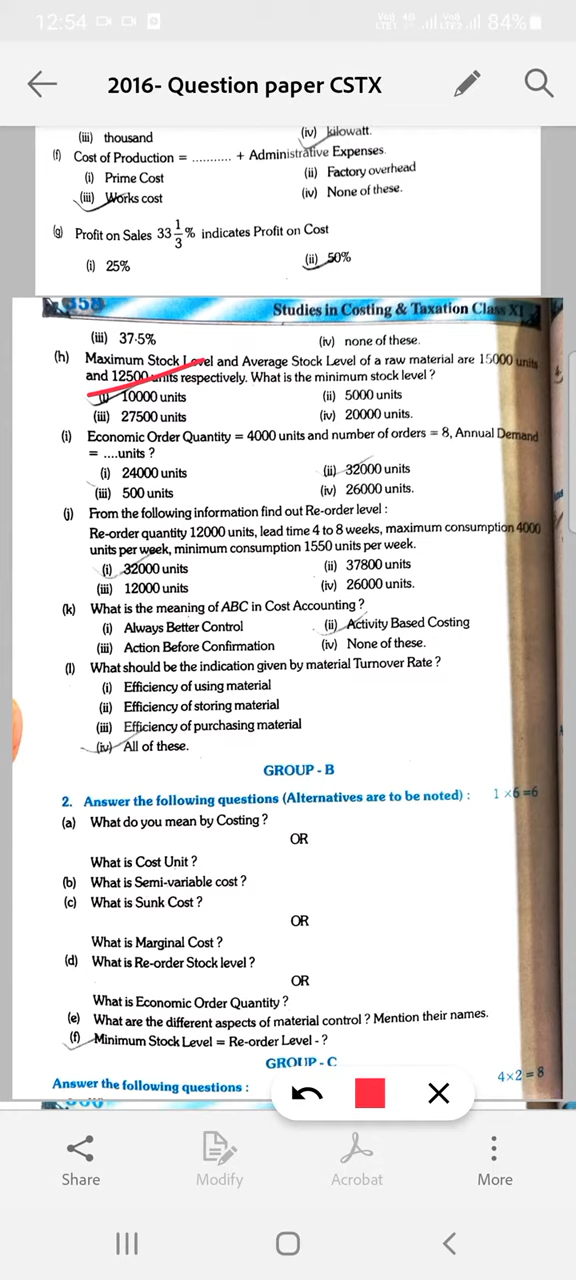 12:54
84%
2016- Question paper CSTX
(iii) thousand (iv) kilowatt.
(f) Cost of Production = ........... + Administrative Expenses.
(i) Prime Cost (ii) Factory overhead
(iii) Works cost (iv) None of these.
(g) Profit on Sales 33 1/3 % indicates Profit on Cost
(i) 25% (ii) 50%
358 Studies in Costing & Taxation Class XI
(iii) 37·5% (iv) none of these.
(h) Maximum Stock Level and Average Stock Level of a raw material are 15000 units
and 12500 units respectively. What is the minimum stock level ?
(i) 10000 units (ii) 5000 units
(iii) 27500 units (iv) 20000 units.
(i) Economic Order Quantity = 4000 units and number of orders = 8, Annual Demand
= ....units ?
(i) 24000 units (ii) 32000 units
(iii) 500 units (iv) 26000 units.
(j) From the following information find out Re-order level :
Re-order quantity 12000 units, lead time 4 to 8 weeks, maximum consumption 4000
units per week, minimum consumption 1550 units per week.
(i) 32000 units (ii) 37800 units
(iii) 12000 units (iv) 26000 units.
(k) What is the meaning of ABC in Cost Accounting ?
(i) Always Better Control (ii) Activity Based Costing
(iii) Action Before Confirmation (iv) None of these.
(l) What should be the indication given by material Turnover Rate ?
(i) Efficiency of using material
(ii) Efficiency of storing material
(iii) Efficiency of purchasing material
(iv) All of these.
GROUP - B
2. Answer the following questions (Alternatives are to be noted) : 1×6=6
(a) What do you mean by Costing ?
OR
What is Cost Unit ?
(b) What is Semi-variable cost ?
(c) What is Sunk Cost ?
OR
What is Marginal Cost ?
(d) What is Re-order Stock level ?
OR
What is Economic Order Quantity ?
(e) What are the different aspects of material control ? Mention their names.
(f) Minimum Stock Level = Re-order Level - ?
GROUP - C
Answer the following questions : 4×2=8
Share Modify Acrobat More